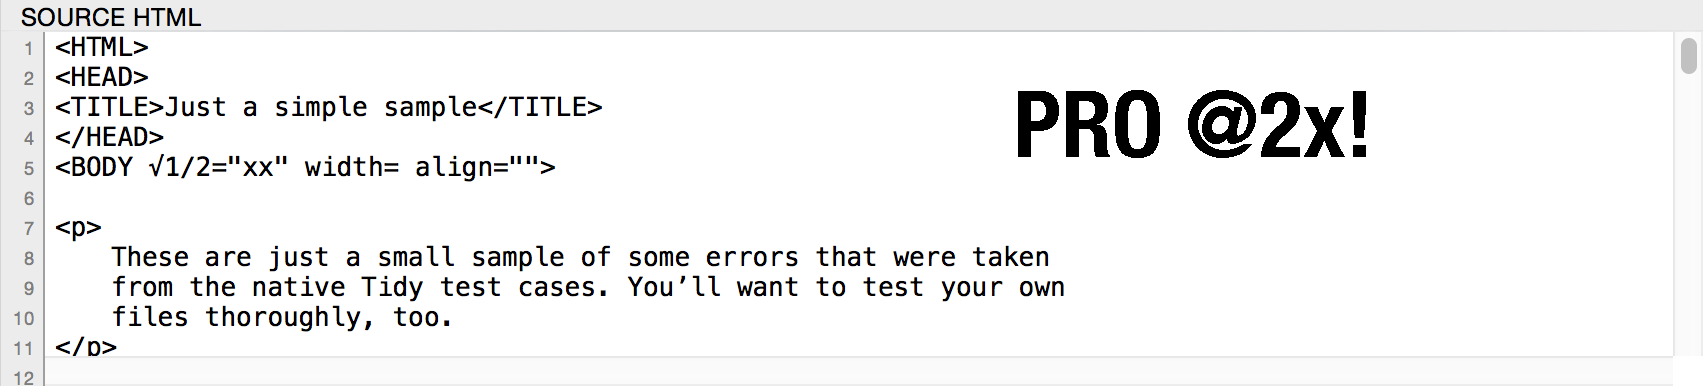 SOURCE HTML
1 <HTML>
2 <HEAD>
3 <TITLE>Just a simple sample</TITLE>
4 </HEAD>
5 <BODY √1/2="xx" width= align="">
6
7 <p>
8 These are just a small sample of some errors that were taken
9 from the native Tidy test cases. You’ll want to test your own
10 files thoroughly, too.
11 </p>
12
PRO @2x!